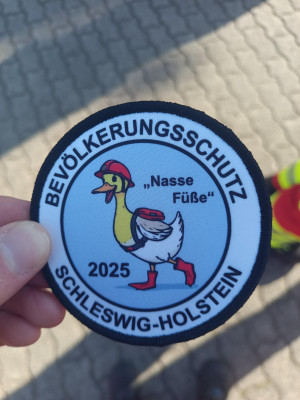 BEVÖLKERUNGSSCHUTZ
„Nasse
Füße“
2025
SCHLESWIG-HOLSTEIN